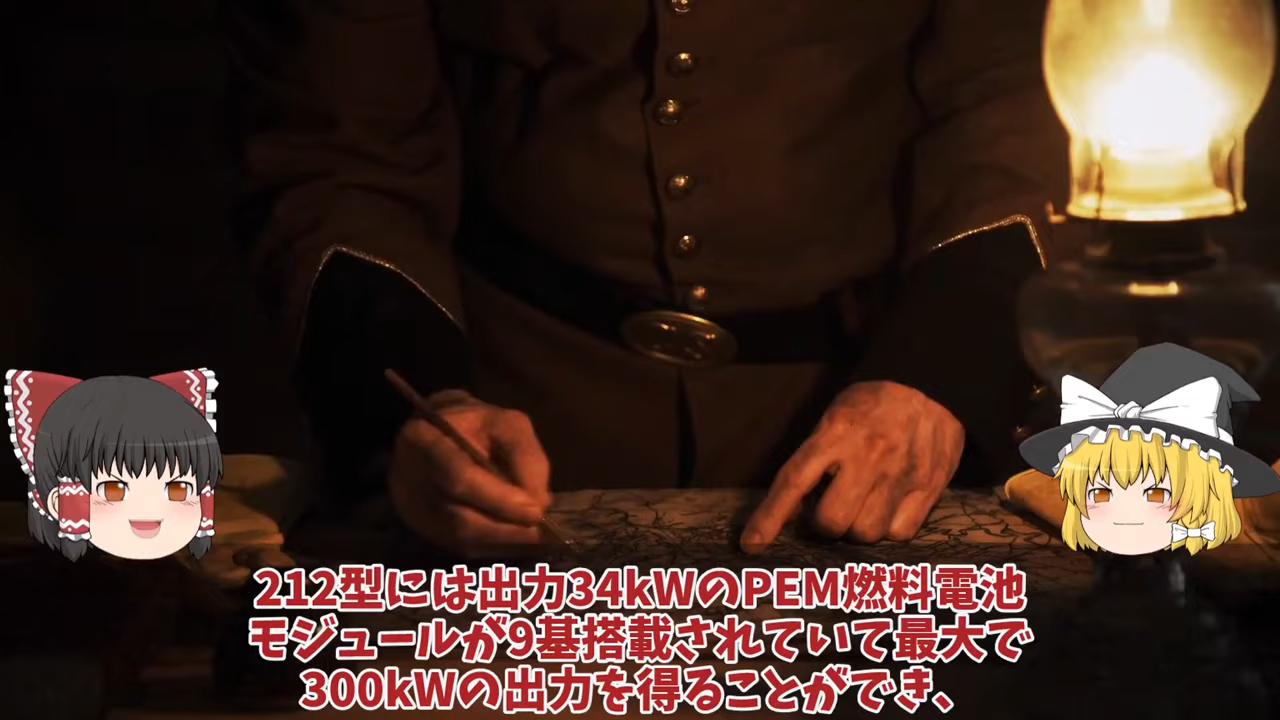 212型には出力34kWのPEM燃料電池
モジュールが9基搭載されていて最大で
300kWの出力を得ることができ、